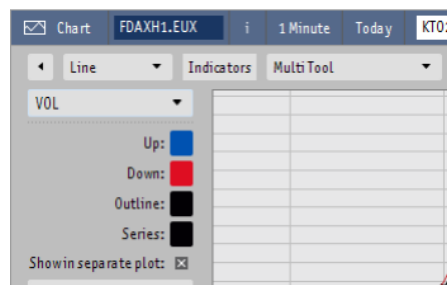 Chart FDAXH1.EUX i 1 Minute Today KTO2
Line Indicators Multi Tool
VOL
Up:
Down:
Outline:
Series:
Show in separate plot: